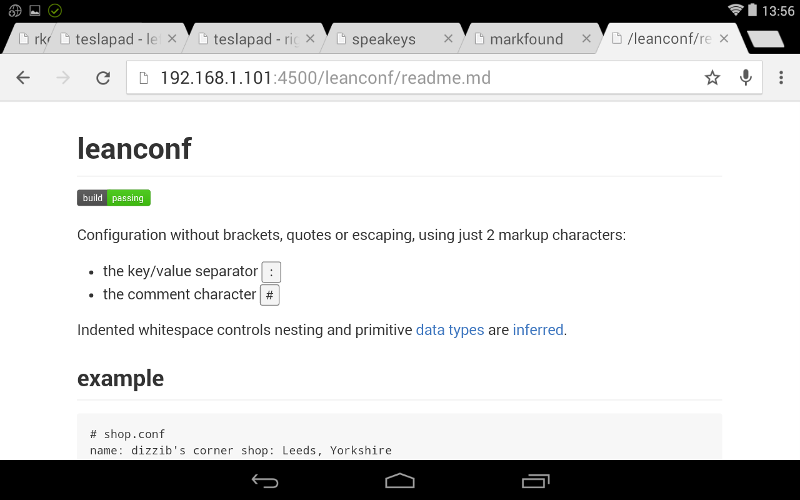 13:56
rk
teslapad - le
teslapad - rig
speakeys
markfound
/leanconf/re
192.168.1.101:4500/leanconf/readme.md
leanconf
build passing
Configuration without brackets, quotes or escaping, using just 2 markup characters:
• the key/value separator :
• the comment character #
Indented whitespace controls nesting and primitive data types are inferred.
example
# shop.conf
name: dizzib's corner shop: Leeds, Yorkshire